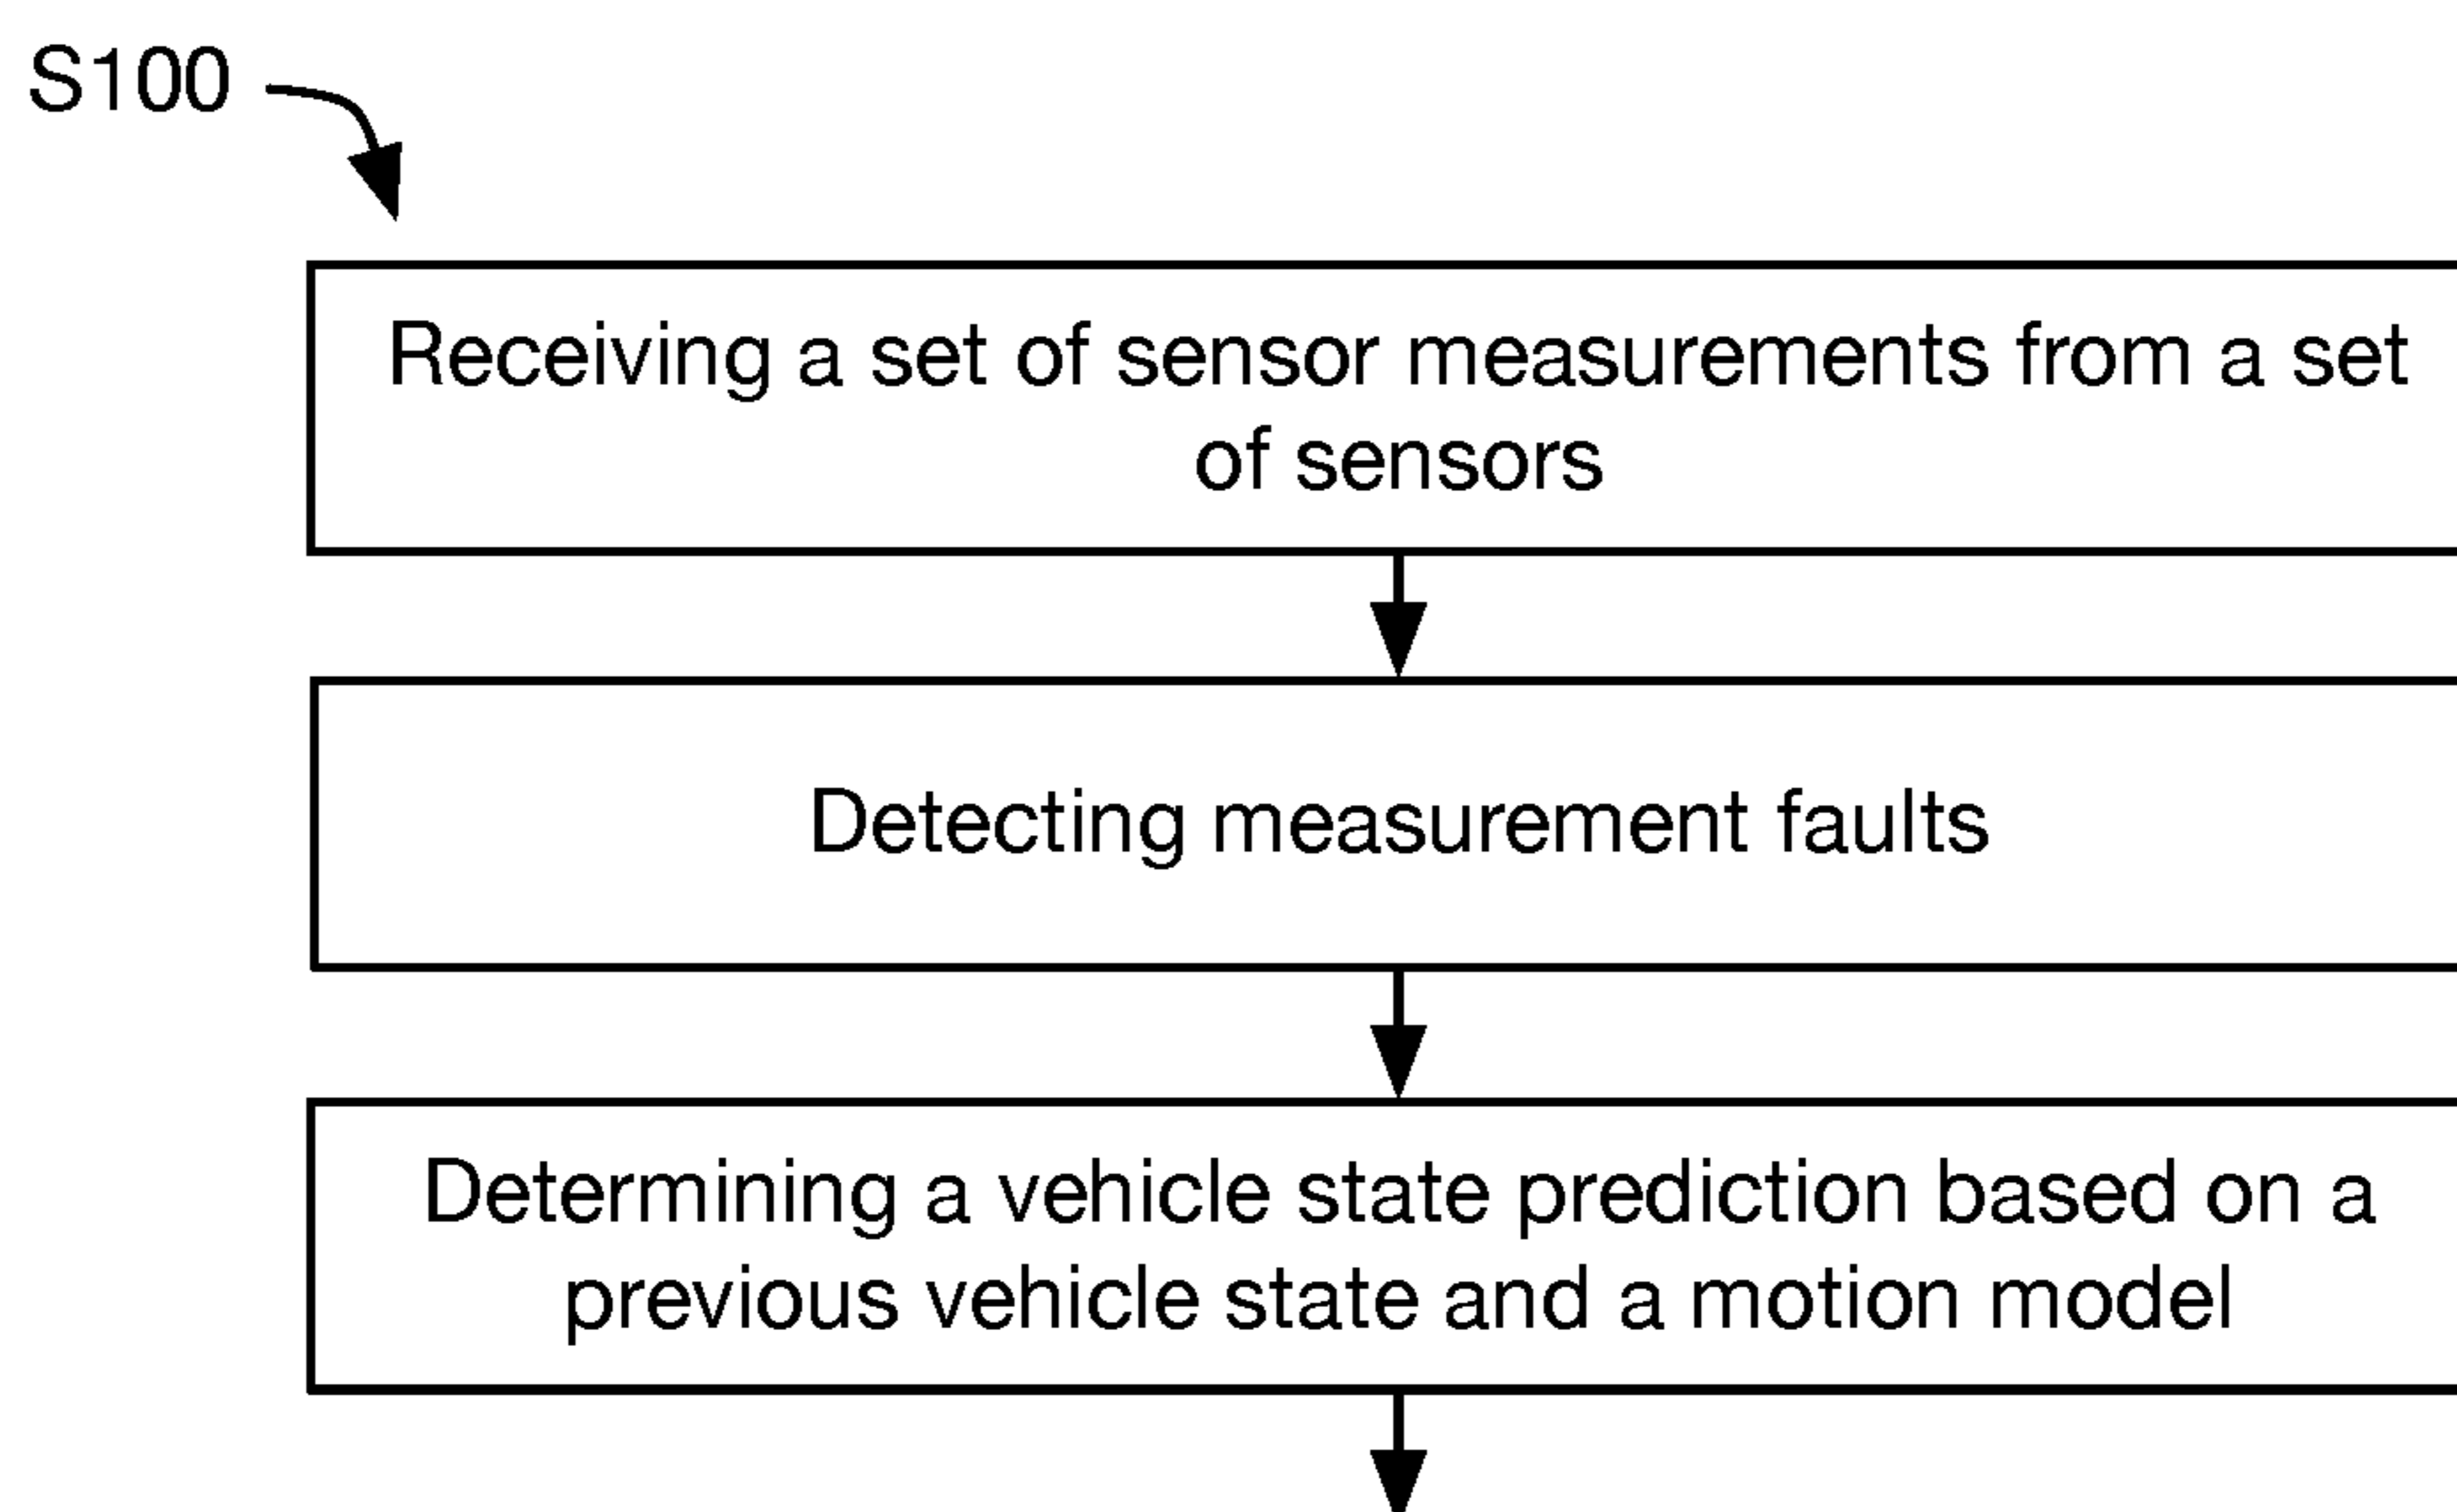 S100
Receiving a set of sensor measurements from a set
of sensors
Detecting measurement faults
Determining a vehicle state prediction based on a
previous vehicle state and a motion model